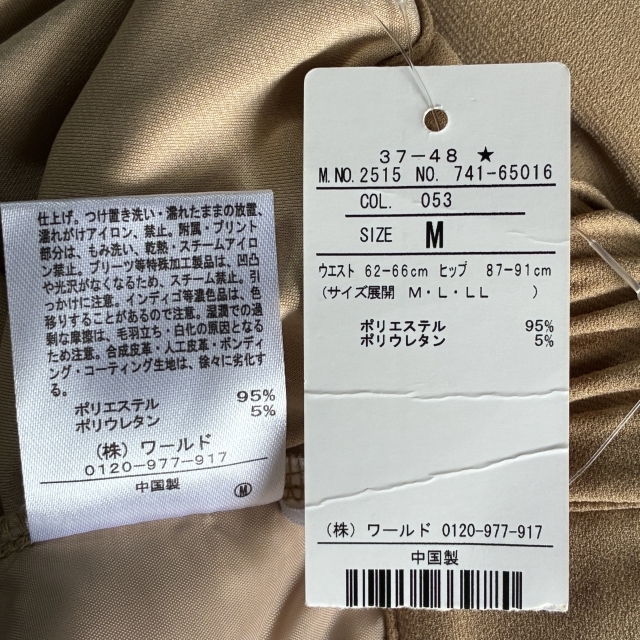 仕上げ、つけ置き洗い・濡れたままの放置、
濡れがけアイロン、禁止。附属・プリント
部分は、もみ洗い、乾熱・スチームアイロ
ン禁止。プリーツ等特殊加工製品は、凹凸
や光沢がなくなるため、スチーム禁止。引
っかけに注意。インディゴ等濃色品は、色
移りすることがあるので注意。湿潤での過
剰な摩擦は、毛羽立ち・白化の原因となる
ため注意。合成皮革・人工皮革・ボンディ
ング・コーティング生地は、徐々に劣化す
る。
ポリエステル 95%
ポリウレタン 5%
(株) ワールド
0120-977-917
中国製 M
37-48 ★
M.NO.2515 NO. 741-65016
COL. 053
SIZE M
ウエスト 62-66cm ヒップ 87-91cm
(サイズ展開 M・L・LL )
ポリエステル 95%
ポリウレタン 5%
(株) ワールド 0120-977-917
中国製